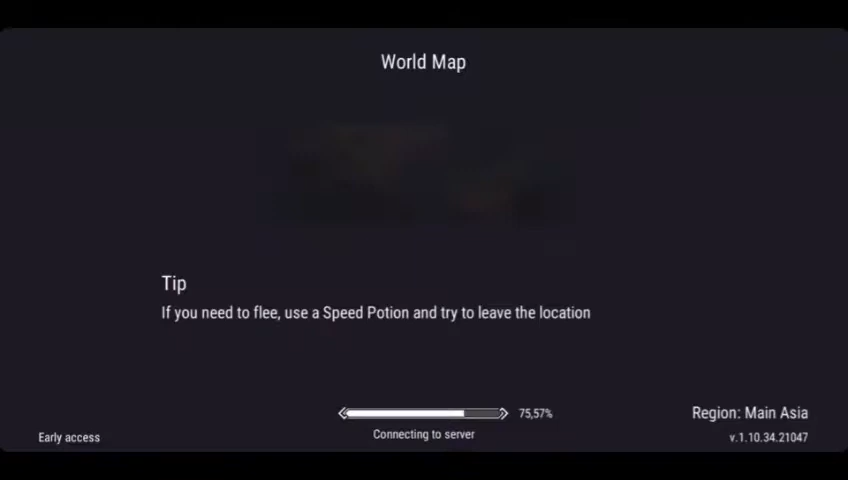 World Map
Tip
If you need to flee, use a Speed Potion and try to leave the location
75,57%
Connecting to server
Region: Main Asia
Early access
v.1.10.34.21047